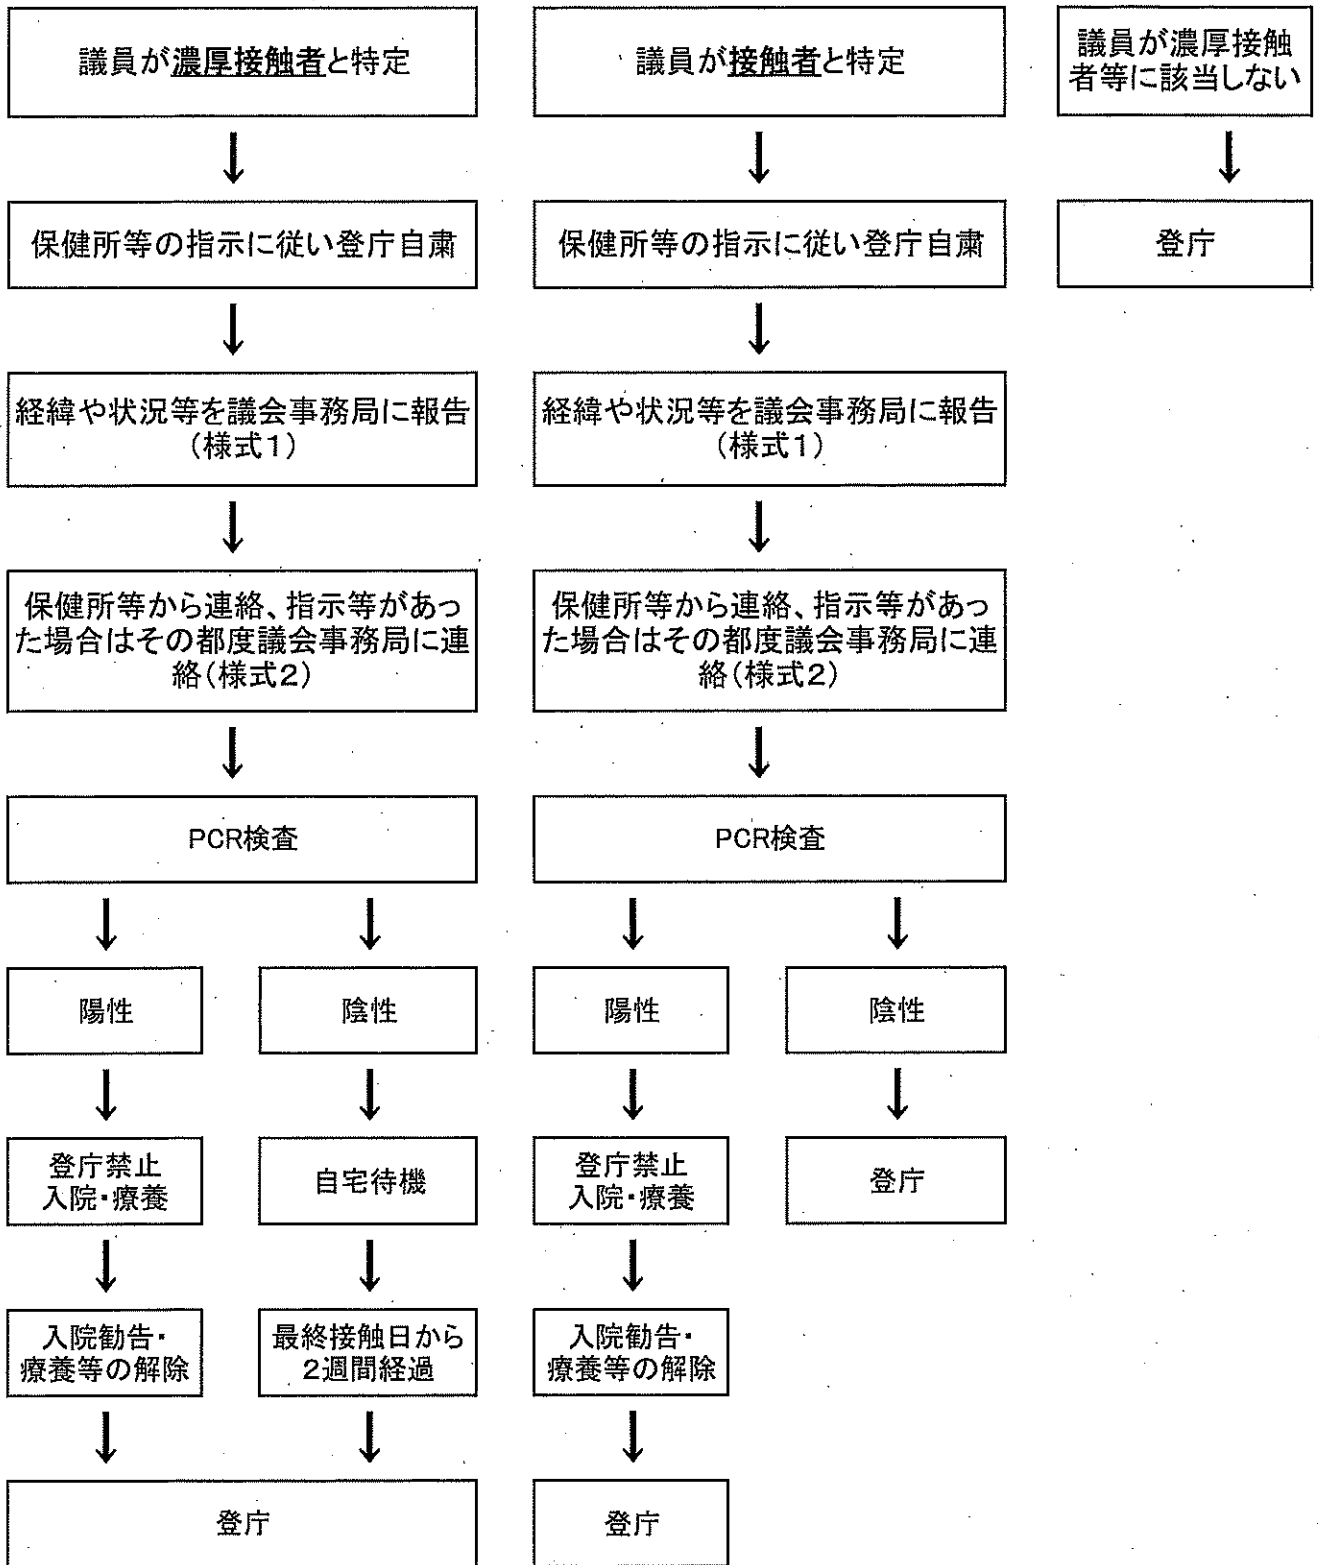 議員が濃厚接触者と特定
保健所等の指示に従い登庁自粛
経緯や状況等を議会事務局に報告
(様式1)
保健所等から連絡、指示等があっ
た場合はその都度議会事務局に連
絡(様式2)
PCR検査
陽性
陰性
登庁禁止
入院・療養
自宅待機
入院勧告・
療養等の解除
最終接触日から
2週間経過
登庁
議員が接触者と特定
保健所等の指示に従い登庁自粛
経緯や状況等を議会事務局に報告
(様式1)
保健所等から連絡、指示等があっ
た場合はその都度議会事務局に連
絡(様式2)
PCR検査
陽性
陰性
登庁禁止
入院・療養
登庁
入院勧告・
療養等の解除
登庁
議員が濃厚接触
者等に該当しない
登庁